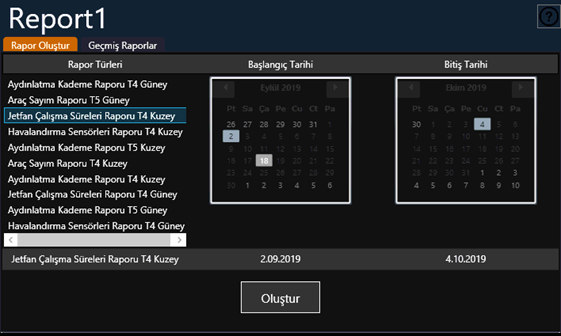 Report1
?
Rapor Oluştur Geçmiş Raporlar
Rapor Türleri Başlangıç Tarihi Bitiş Tarihi
Aydınlatma Kademe Raporu T4 Güney
Araç Sayım Raporu T5 Güney
Jetfan Çalışma Süreleri Raporu T4 Kuzey
Havalandırma Sensörleri Raporu T4 Kuzey
Aydınlatma Kademe Raporu T5 Kuzey
Araç Sayım Raporu T4 Kuzey
Aydınlatma Kademe Raporu T4 Kuzey
Jetfan Çalışma Süreleri Raporu T4 Güney
Aydınlatma Kademe Raporu T5 Güney
Havalandırma Sensörleri Raporu T4 Güney
Eylül 2019
Pt Sa Ça Pe Cu Ct Pa
26 27 28 29 30 31 1
2 3 4 5 6 7 8
9 10 11 12 13 14 15
16 17 18 19 20 21 22
23 24 25 26 27 28 29
30 1 2 3 4 5 6
Ekim 2019
Pt Sa Ça Pe Cu Ct Pa
30 1 2 3 4 5 6
7 8 9 10 11 12 13
14 15 16 17 18 19 20
21 22 23 24 25 26 27
28 29 30 31 1 2 3
4 5 6 7 8 9 10
Jetfan Çalışma Süreleri Raporu T4 Kuzey 2.09.2019 4.10.2019
Oluştur